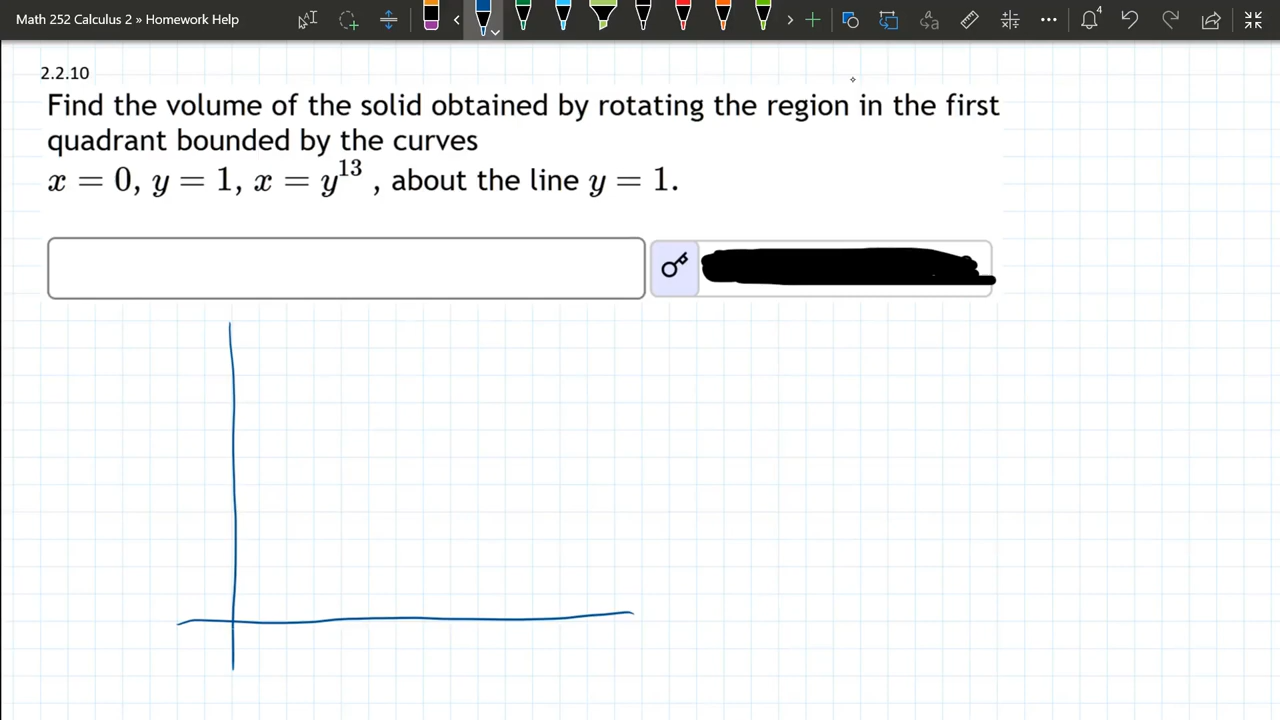 Math 252 Calculus 2 » Homework Help
4
2.2.10
Find the volume of the solid obtained by rotating the region in the first
quadrant bounded by the curves
x = 0, y = 1, x = y^13 , about the line y = 1.